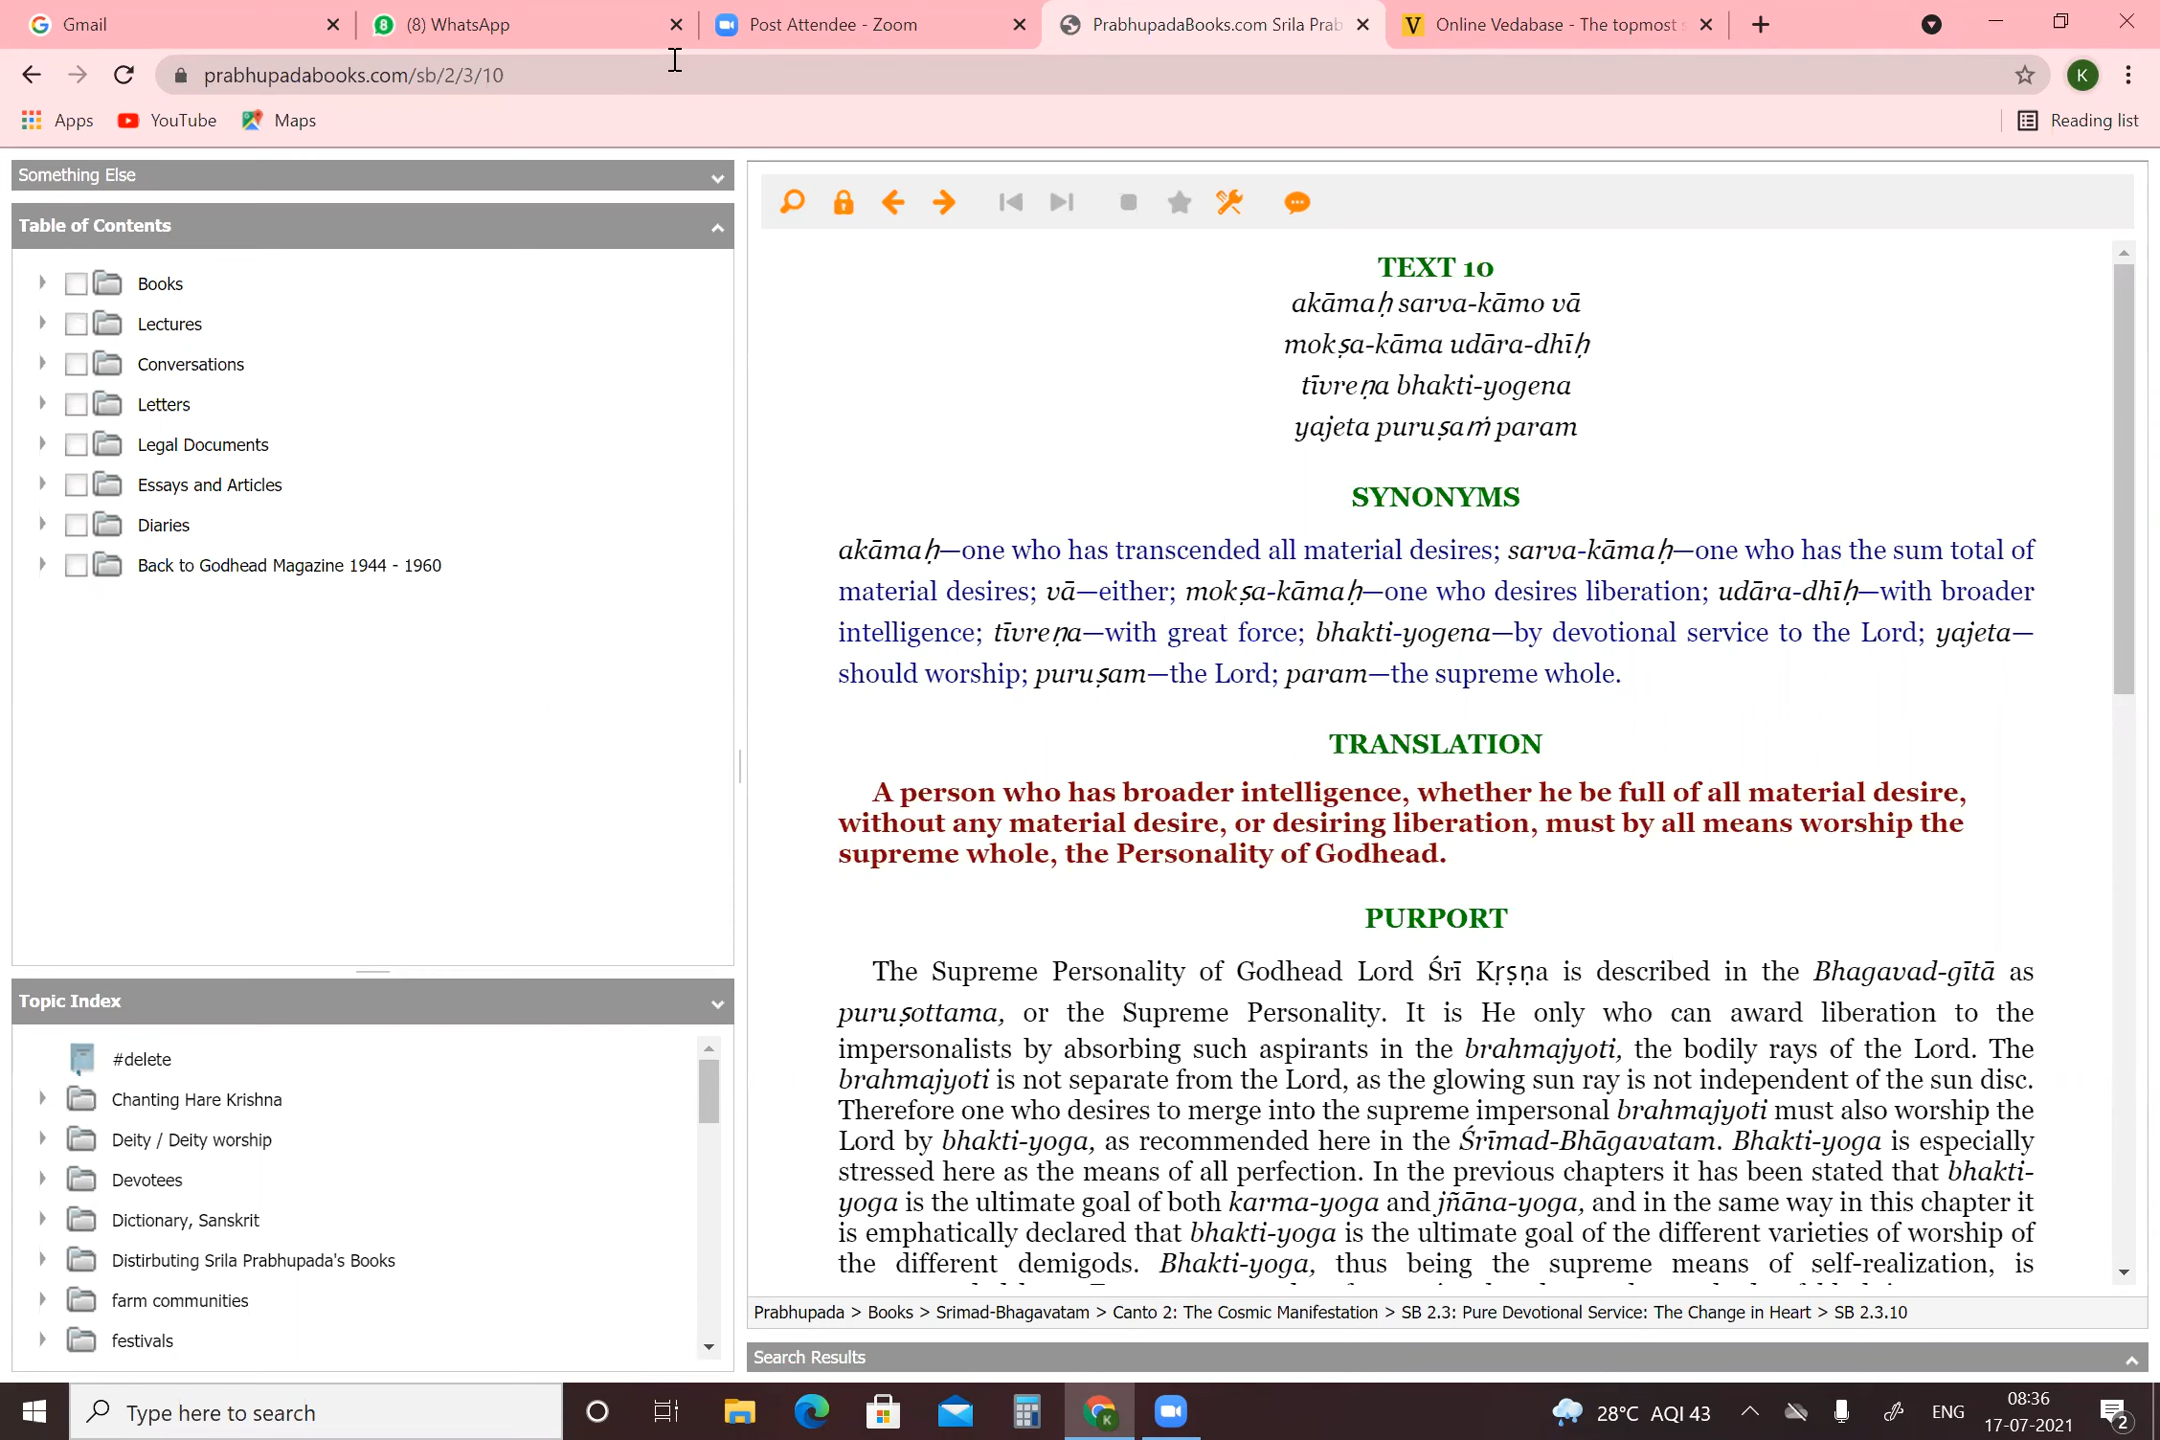 Gmail
(8) WhatsApp
Post Attendee - Zoom
PrabhupadaBooks.com Srila Prab
Online Vedabase - The topmost s
prabhupadabooks.com/sb/2/3/10
K
Apps
YouTube
Maps
Reading list
Something Else
Table of Contents
Books
Lectures
Conversations
Letters
Legal Documents
Essays and Articles
Diaries
Back to Godhead Magazine 1944 - 1960
Topic Index
#delete
Chanting Hare Krishna
Deity / Deity worship
Devotees
Dictionary, Sanskrit
Distirbuting Srila Prabhupada's Books
farm communities
festivals
TEXT 10
akāmaḥ sarva-kāmo vā
mokṣa-kāma udāra-dhīḥ
tīvreṇa bhakti-yogena
yajeta puruṣaṁ param
SYNONYMS
akāmaḥ—one who has transcended all material desires; sarva-kāmaḥ—one who has the sum total of
material desires; vā—either; mokṣa-kāmaḥ—one who desires liberation; udāra-dhīḥ—with broader
intelligence; tīvreṇa—with great force; bhakti-yogena—by devotional service to the Lord; yajeta—
should worship; puruṣam—the Lord; param—the supreme whole.
TRANSLATION
A person who has broader intelligence, whether he be full of all material desire,
without any material desire, or desiring liberation, must by all means worship the
supreme whole, the Personality of Godhead.
PURPORT
The Supreme Personality of Godhead Lord Śrī Kṛṣṇa is described in the Bhagavad-gītā as
puruṣottama, or the Supreme Personality. It is He only who can award liberation to the
impersonalists by absorbing such aspirants in the brahmajyoti, the bodily rays of the Lord. The
brahmajyoti is not separate from the Lord, as the glowing sun ray is not independent of the sun disc.
Therefore one who desires to merge into the supreme impersonal brahmajyoti must also worship the
Lord by bhakti-yoga, as recommended here in the Śrīmad-Bhāgavatam. Bhakti-yoga is especially
stressed here as the means of all perfection. In the previous chapters it has been stated that bhakti-
yoga is the ultimate goal of both karma-yoga and jñāna-yoga, and in the same way in this chapter it
is emphatically declared that bhakti-yoga is the ultimate goal of the different varieties of worship of
the different demigods. Bhakti-yoga, thus being the supreme means of self-realization, is
Prabhupada > Books > Srimad-Bhagavatam > Canto 2: The Cosmic Manifestation > SB 2.3: Pure Devotional Service: The Change in Heart > SB 2.3.10
Search Results
Type here to search
28°C AQI 43
ENG
08:36
17-07-2021
2